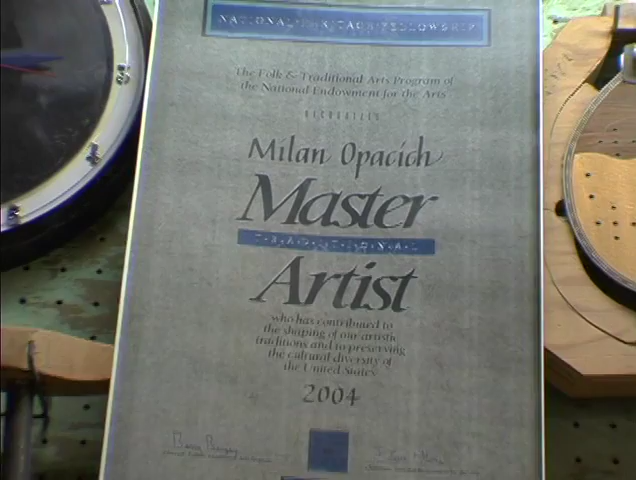 NATIONAL HERITAGE FELLOWSHIP
The Folk & Traditional Arts Program of
the National Endowment for the Arts
Milan Opacich
Master
TRADITIONAL
Artist
who has contributed to
the shaping of our artistic
traditions and to preserving
the cultural diversity of
the United States
2004